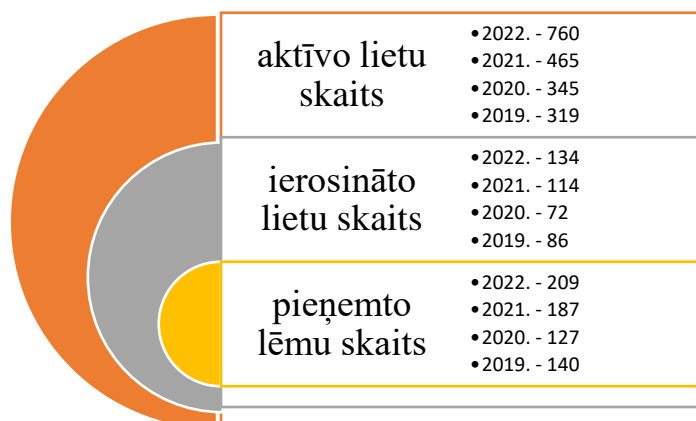 aktīvo lietu
skaits
•2022. - 760
•2021. - 465
•2020. - 345
•2019. - 319
ierosināto
lietu skaits
•2022. - 134
•2021. - 114
•2020. - 72
•2019. - 86
pieņemto
lēmu skaits
•2022. - 209
•2021. - 187
•2020. - 127
•2019. - 140